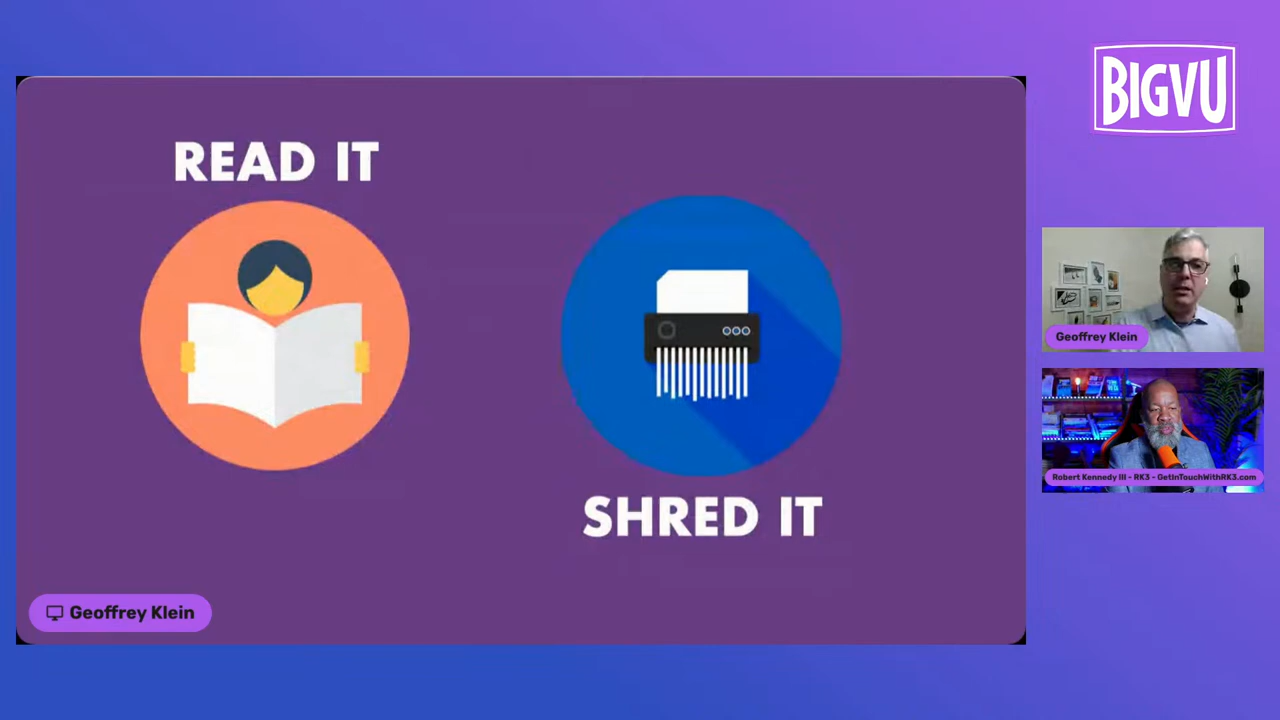 BIGVU
READ IT
SHRED IT
Geoffrey Klein
Geoffrey Klein
Robert Kennedy III - RK3 - GetInTouchWithRK3.com